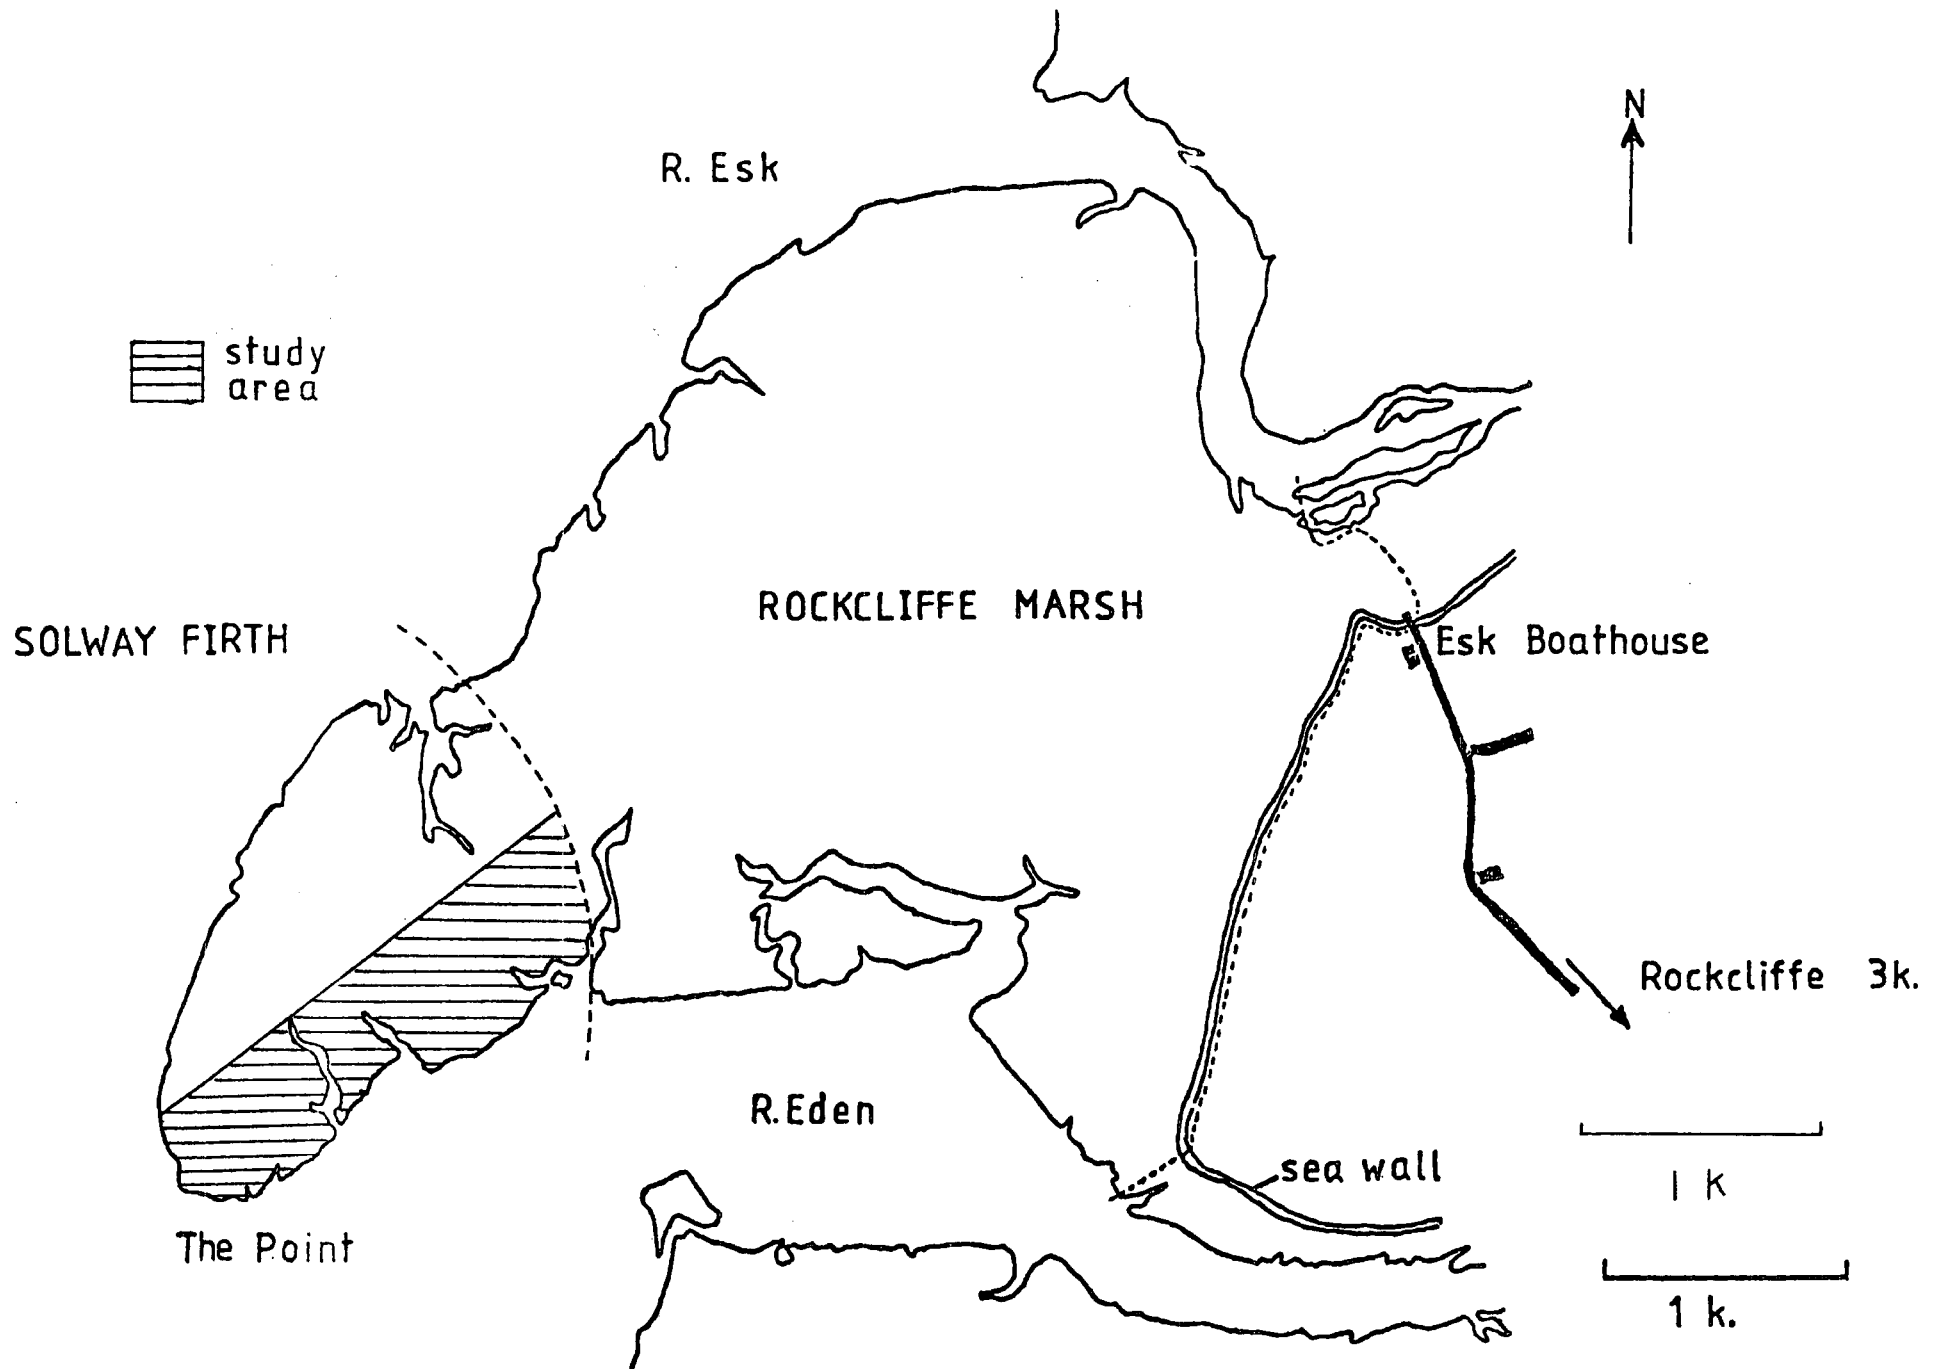 N
R. Esk
study
area
ROCKCLIFFE MARSH
SOLWAY FIRTH
Esk Boathouse
Rockcliffe 3k.
R.Eden
sea wall
1 K
The Point
1 k.